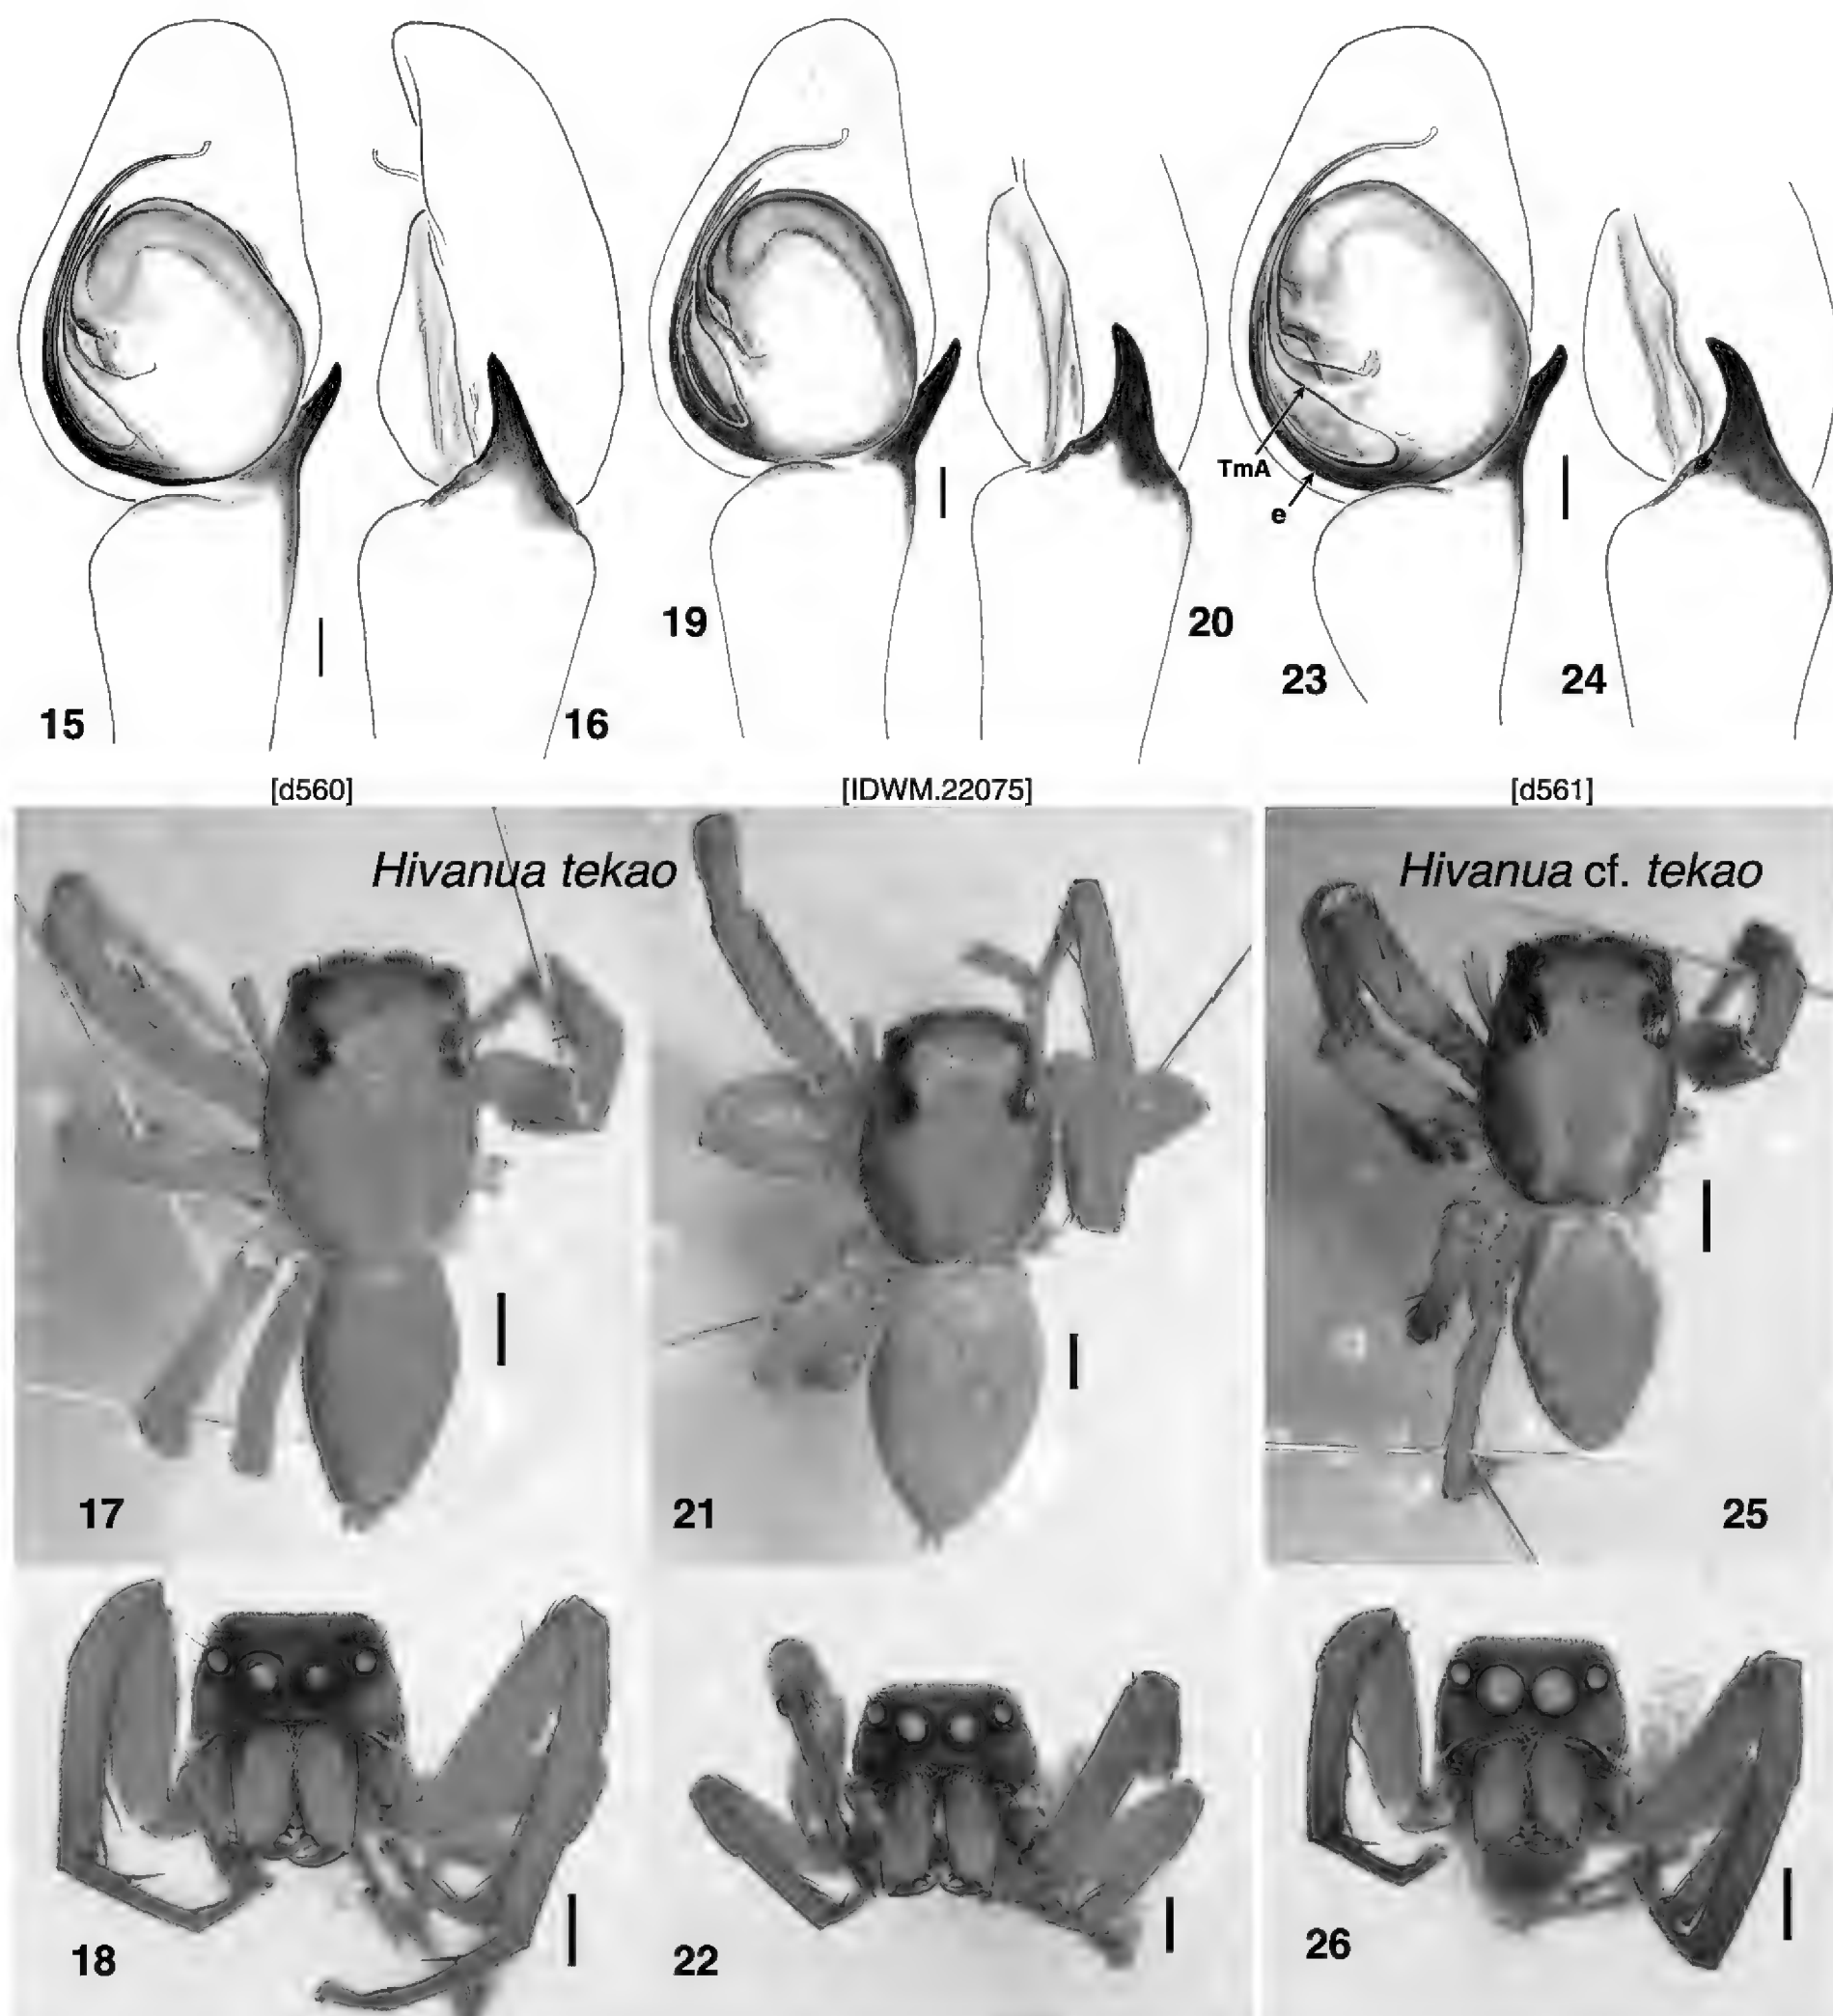 TmA
e
19
20
23
24
15
16
[d560]
[IDWM.22075]
[d561]
Hivanua tekao
Hivanua cf. tekao
17
21
25
18
22
26